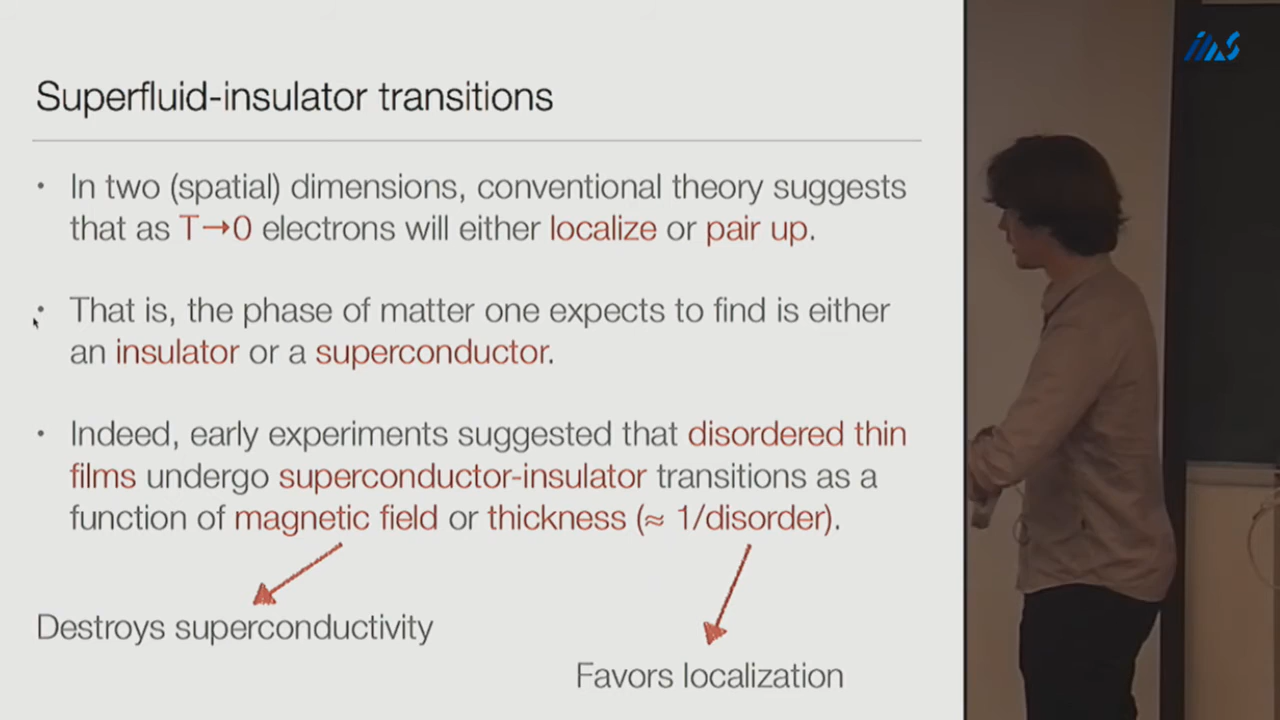 Superfluid-insulator transitions
• In two (spatial) dimensions, conventional theory suggests
that as T→0 electrons will either localize or pair up.
• That is, the phase of matter one expects to find is either
an insulator or a superconductor.
• Indeed, early experiments suggested that disordered thin
films undergo superconductor-insulator transitions as a
function of magnetic field or thickness (≈ 1/disorder).
Destroys superconductivity
Favors localization